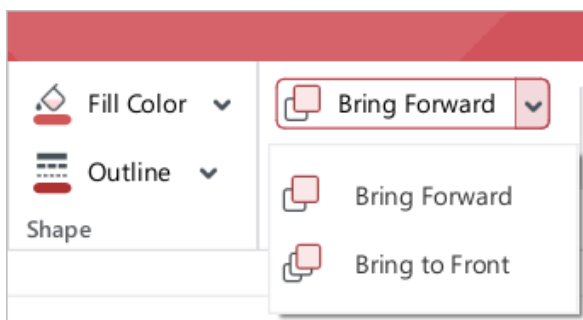 Fill Color
Outline
Shape
Bring Forward
Bring Forward
Bring to Front